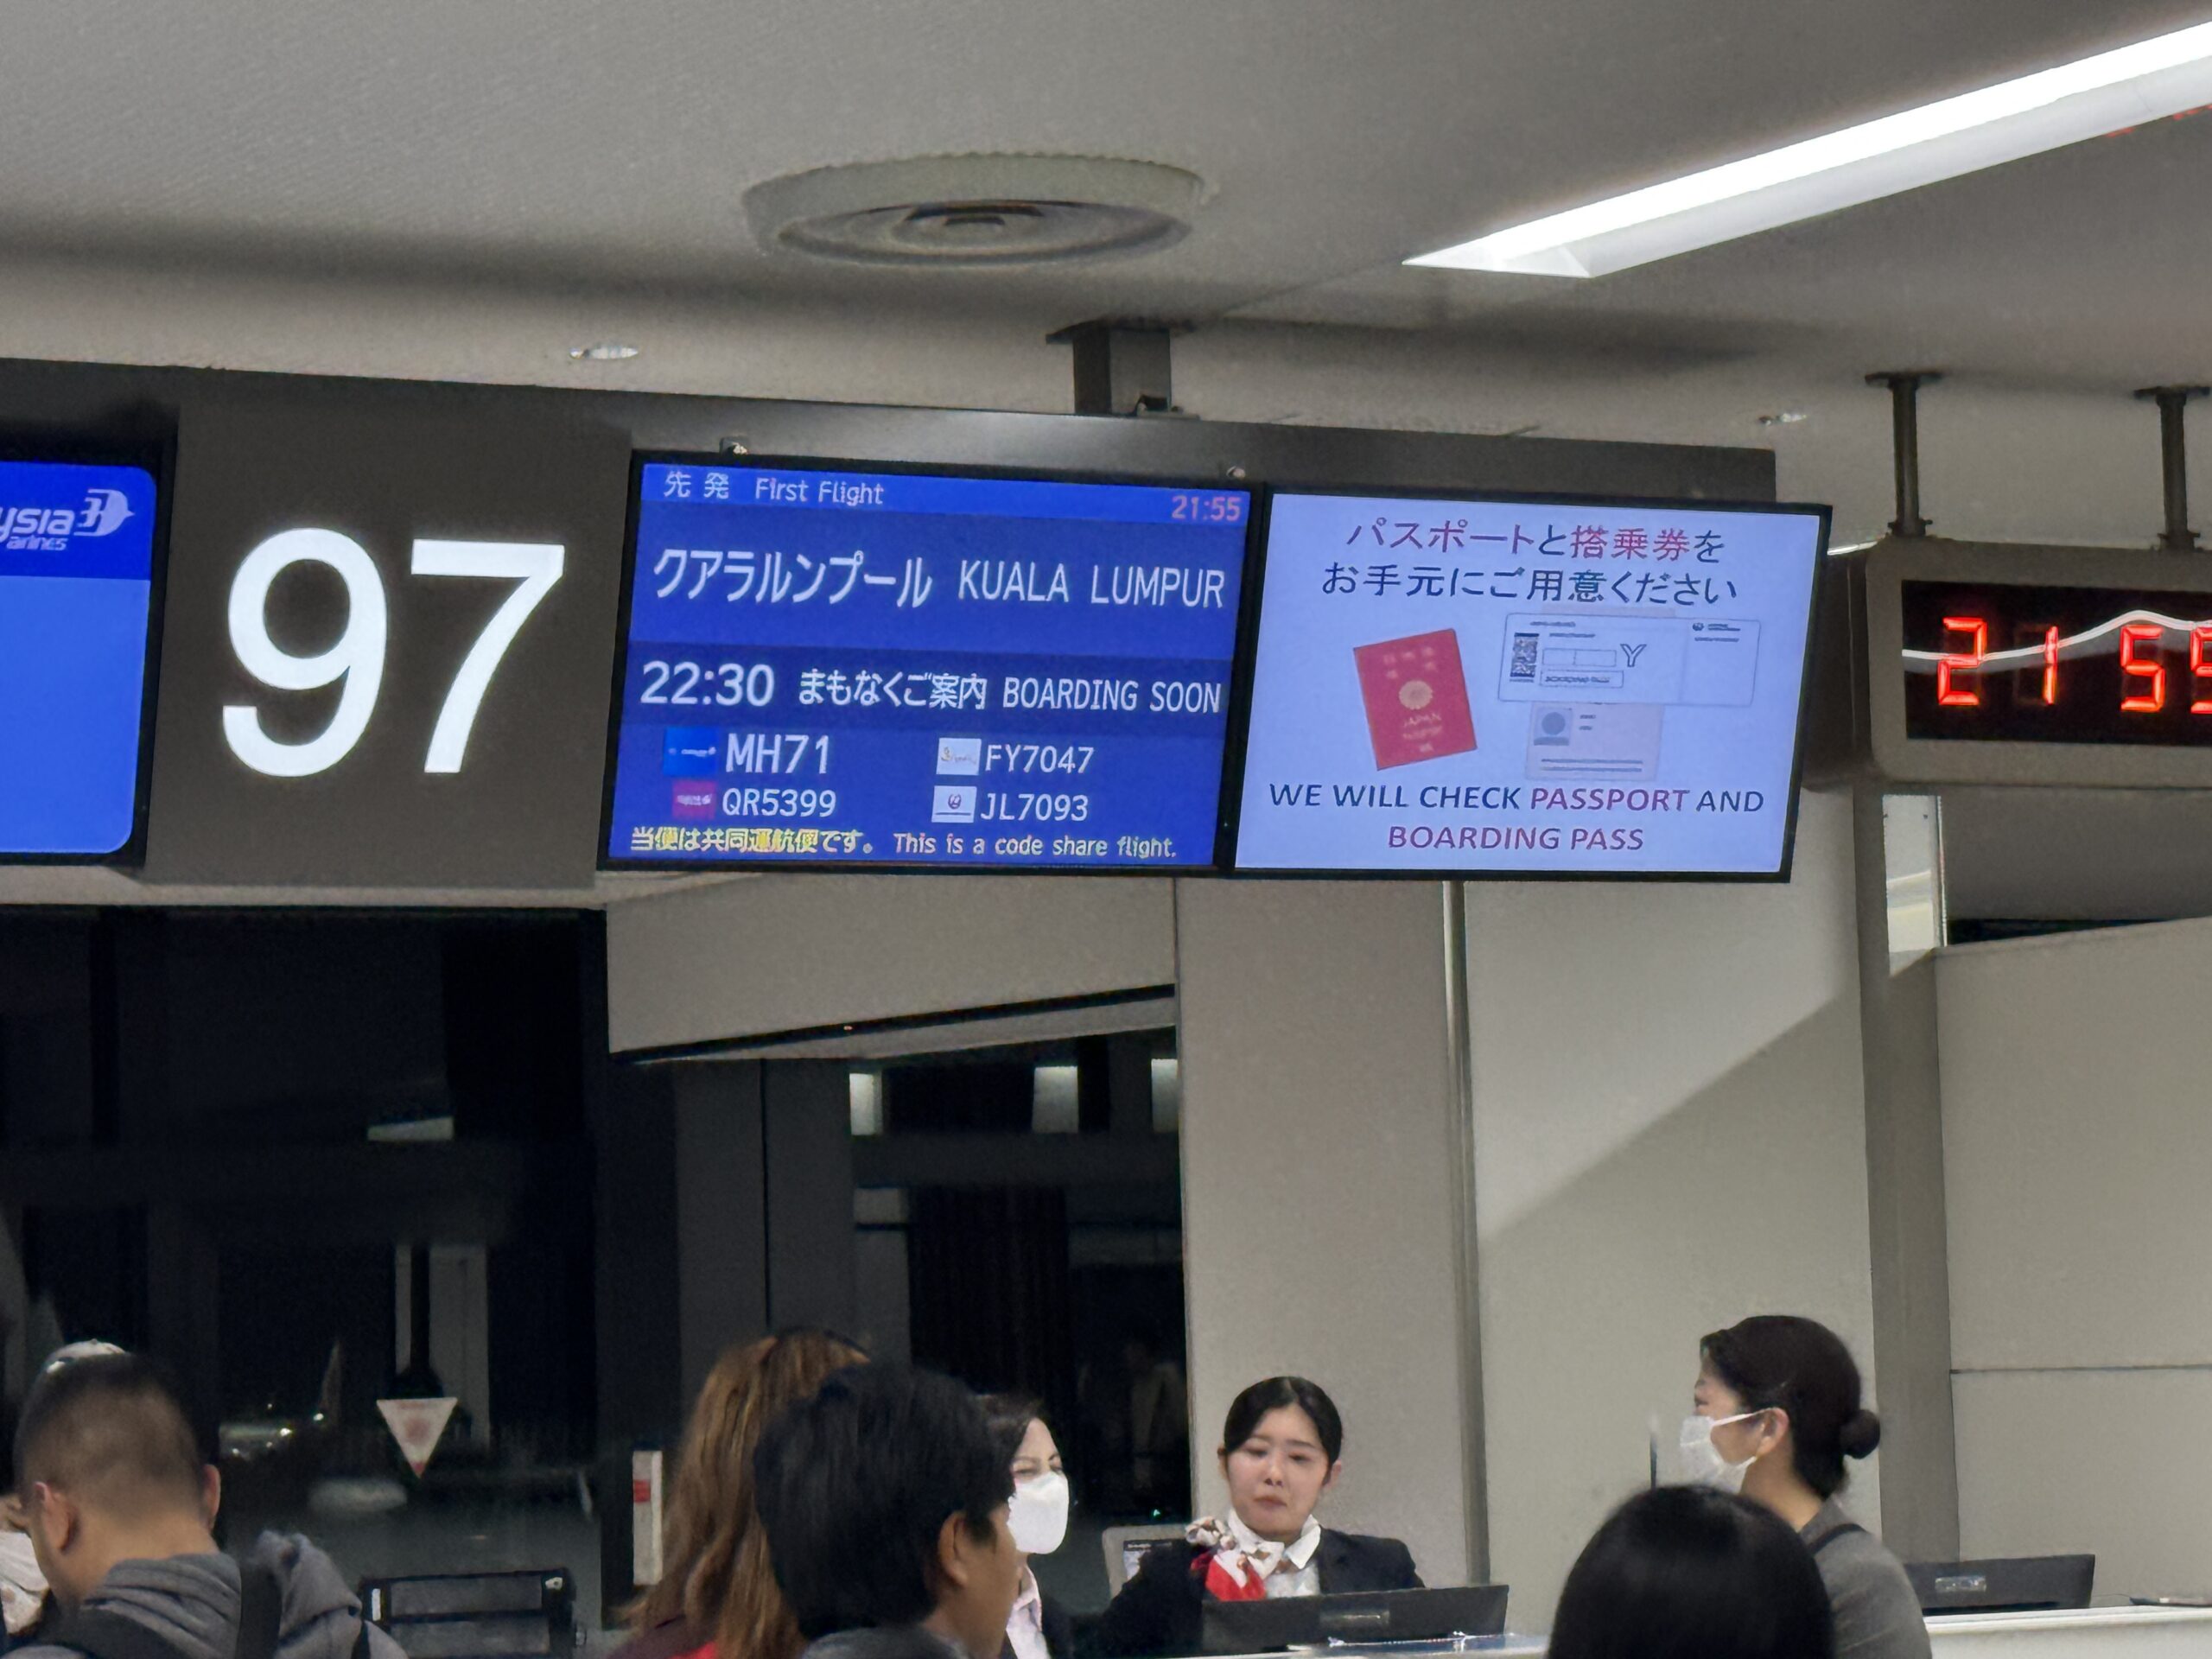 ysia
airlines
97
先発 First Flight 21:55
クアラルンプール KUALA LUMPUR
22:30 まもなくご案内 BOARDING SOON
MH71 FY7047
QR5399 JL7093
当便は共同運航便です。 This is a code share flight.
パスポートと搭乗券を
お手元にご用意ください
Y
JAPAN
WE WILL CHECK PASSPORT AND
BOARDING PASS
21 55